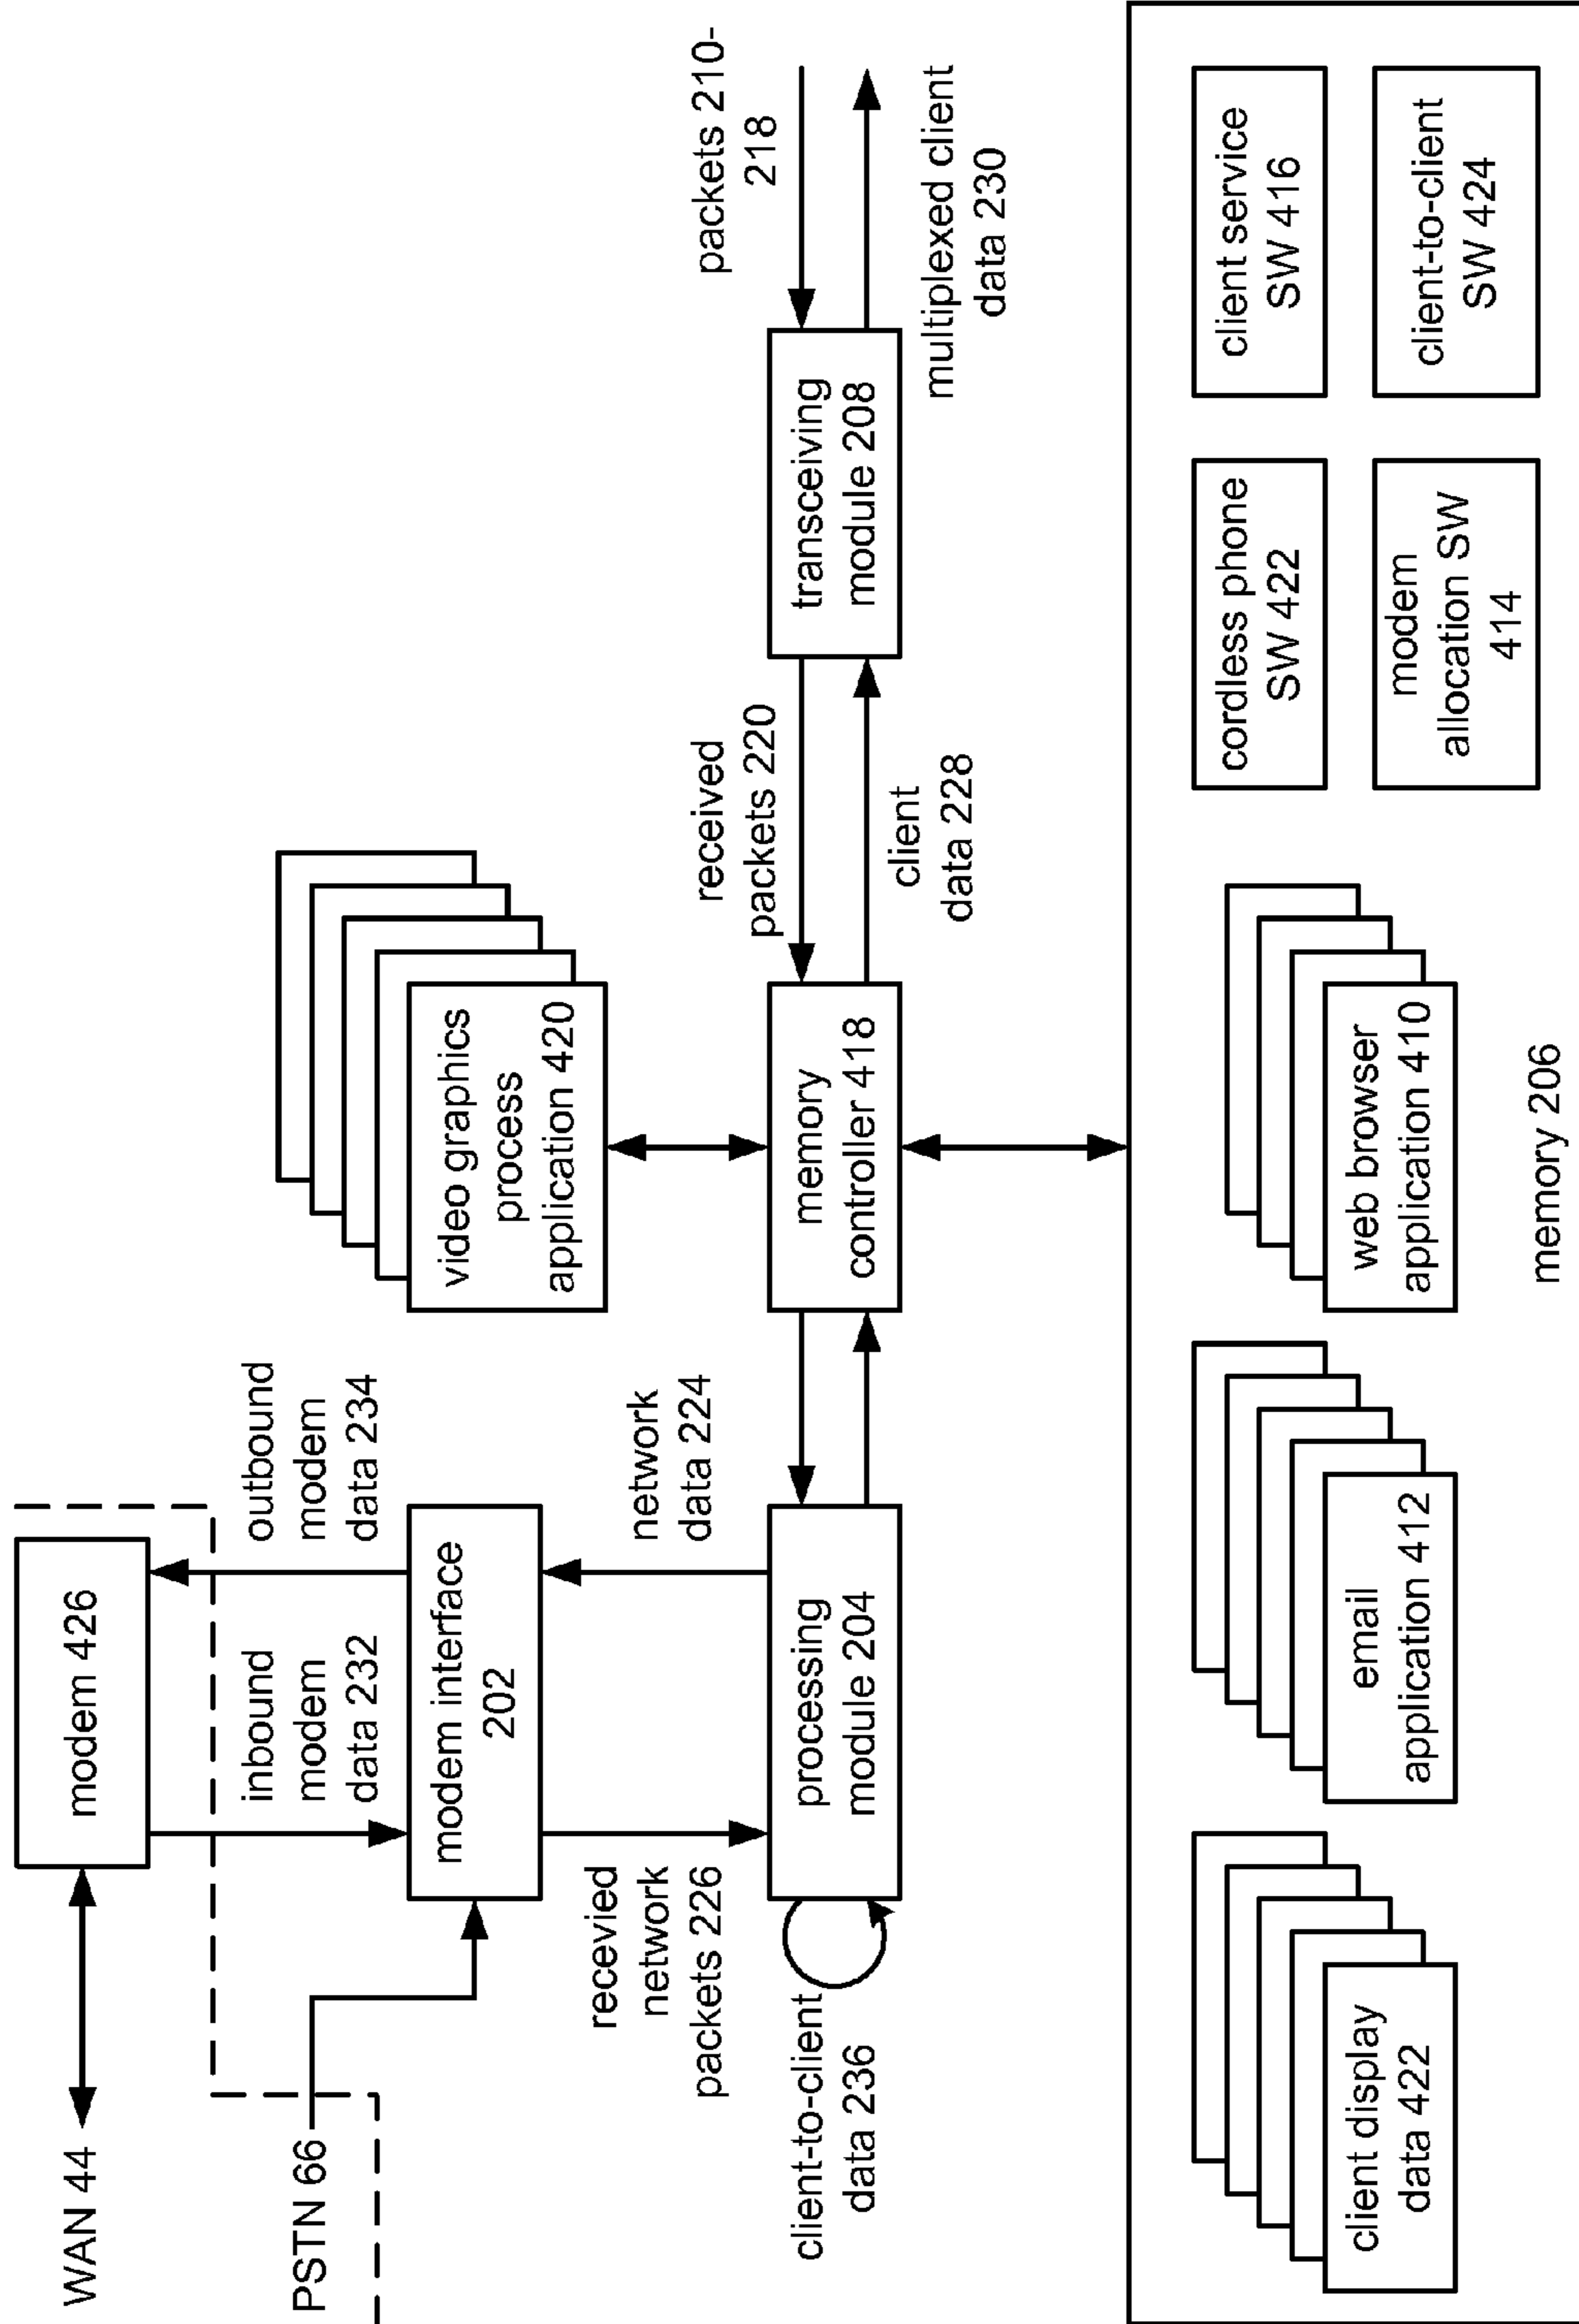 WAN 44
modem 426
PSTN 66
inbound
modem
data 232
outbound
modem
data 234
modem interface
202
video graphics
process
application 420
recevied
network
packets 226
network
data 224
received
packets 220
packets 210-
218
client-to-client
data 236
processing
module 204
memory
controller 418
transceiving
module 208
client
data 228
multiplexed client
data 230
client display
data 422
email
application 412
web browser
application 410
cordless phone
SW 422
client service
SW 416
modem
allocation SW
414
client-to-client
SW 424
memory 206